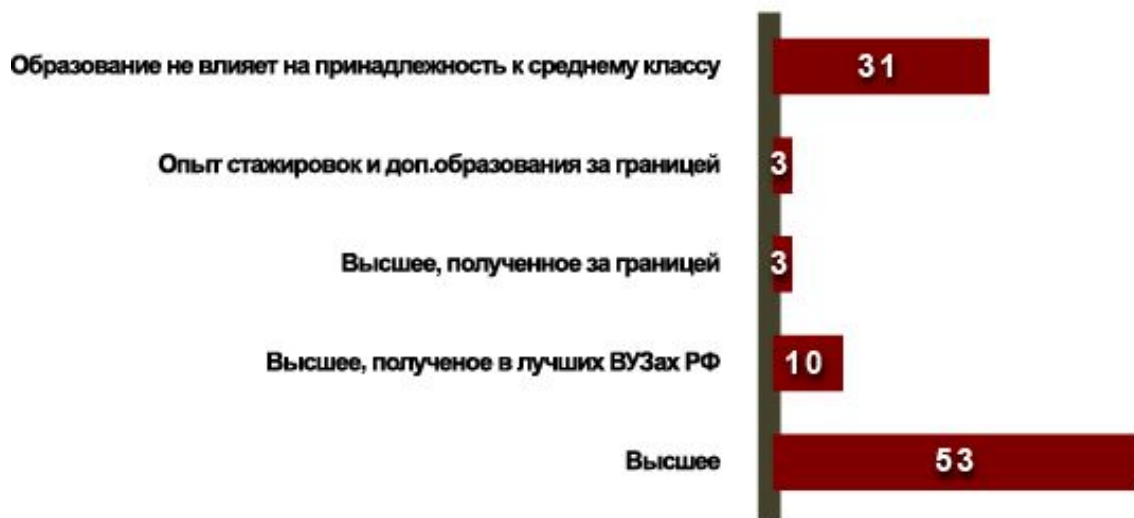 Образование не влияет на принадлежность к среднему классу 31
Опыт стажировок и доп.образования за границей 3
Высшее, полученное за границей 3
Высшее, полученое в лучших ВУЗах РФ 10
Высшее 53